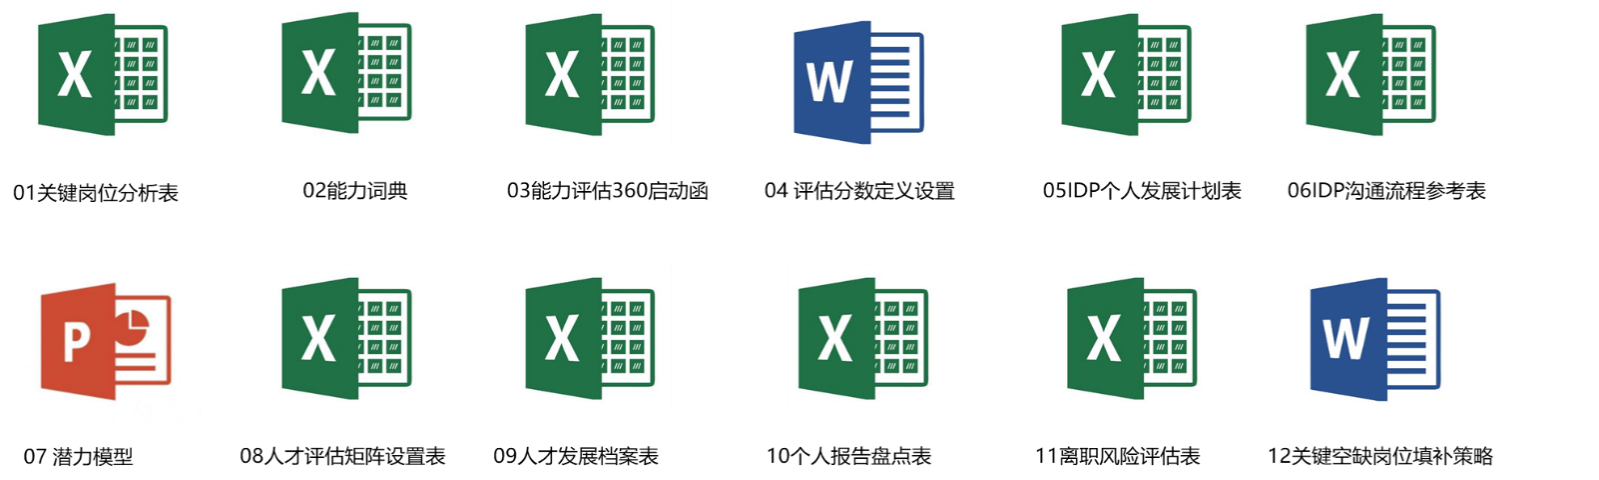 X X X W X X
01关键岗位分析表 02能力词典 03能力评估360启动函 04 评估分数定义设置 05IDP个人发展计划表 06IDP沟通流程参考表
P X X X X W
07 潜力模型 08人才评估矩阵设置表 09人才发展档案表 10个人报告盘点表 11离职风险评估表 12关键空缺岗位填补策略